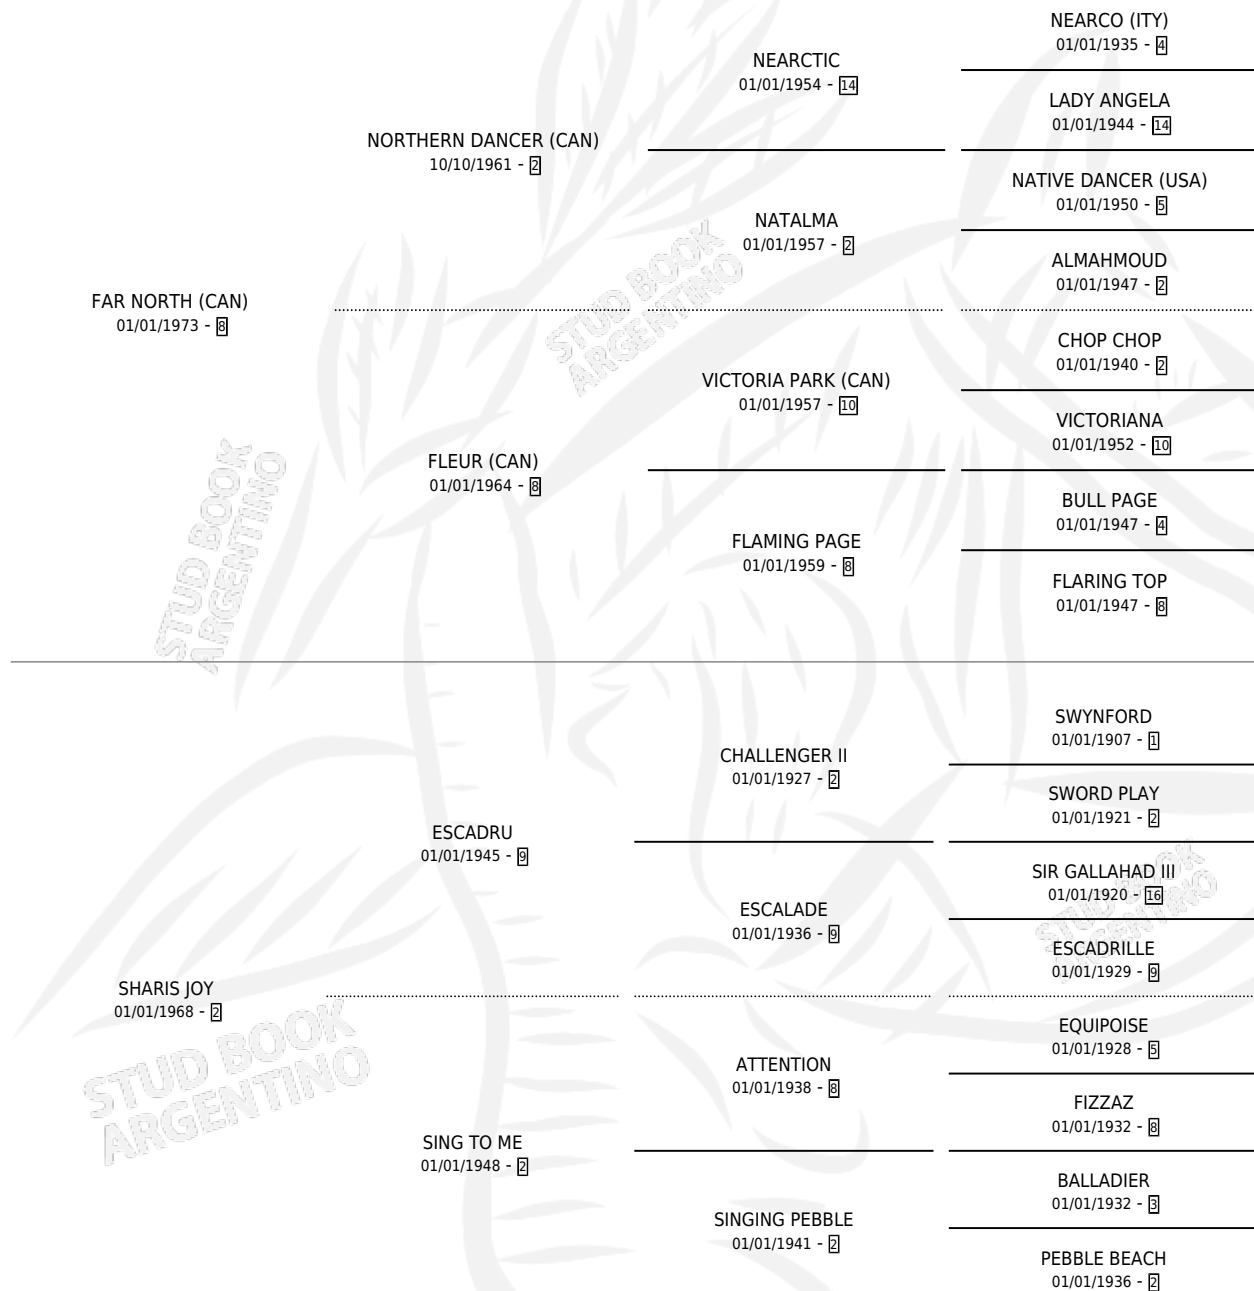 NEARCO (ITY)
01/01/1935 - 4
NEARCTIC
01/01/1954 - 14
LADY ANGELA
01/01/1944 - 14
NORTHERN DANCER (CAN)
10/10/1961 - 2
NATIVE DANCER (USA)
01/01/1950 - 5
NATALMA
01/01/1957 - 2
ALMAHMOUD
01/01/1947 - 2
FAR NORTH (CAN)
01/01/1973 - 8
CHOP CHOP
01/01/1940 - 2
VICTORIA PARK (CAN)
01/01/1957 - 10
VICTORIANA
01/01/1952 - 10
FLEUR (CAN)
01/01/1964 - 8
BULL PAGE
01/01/1947 - 4
FLAMING PAGE
01/01/1959 - 8
FLARING TOP
01/01/1947 - 8
SWYNFORD
01/01/1907 - 1
CHALLENGER II
01/01/1927 - 2
SWORD PLAY
01/01/1921 - 2
ESCADRU
01/01/1945 - 9
SIR GALLAHAD III
01/01/1920 - 16
ESCALADE
01/01/1936 - 9
ESCADRILLE
01/01/1929 - 9
SHARIS JOY
01/01/1968 - 2
EQUIPOISE
01/01/1928 - 5
ATTENTION
01/01/1938 - 8
FIZZAZ
01/01/1932 - 8
SING TO ME
01/01/1948 - 2
BALLADIER
01/01/1932 - 3
SINGING PEBBLE
01/01/1941 - 2
PEBBLE BEACH
01/01/1936 - 2
STUD BOOK
ARGENTINO
STUD BOOK
ARGENTINO
STUD BOOK
ARGENTINO
STUD BOOK
ARGENTINO